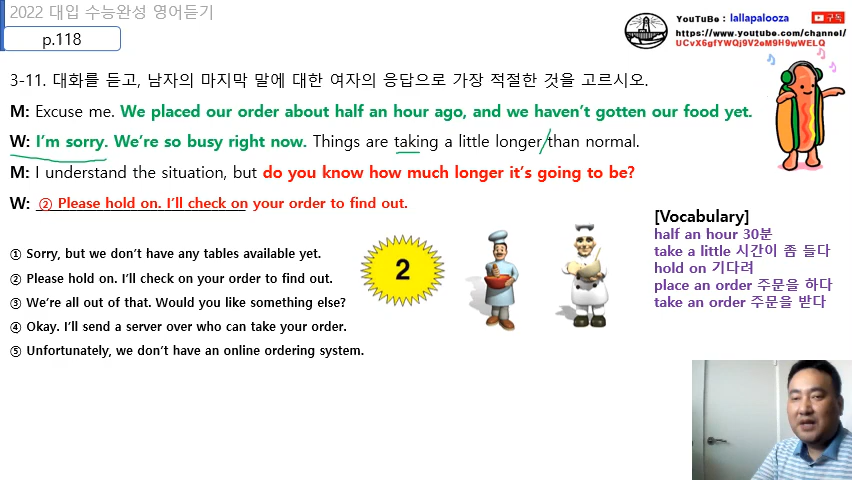 2022 대입 수능완성 영어듣기
p.118
YouTuBe : lallapalooza
구독
https://www.youtube.com/channel/
UCvX6gfYWQj9V2eM9H9wWELQ
3-11. 대화를 듣고, 남자의 마지막 말에 대한 여자의 응답으로 가장 적절한 것을 고르시오.
M: Excuse me. We placed our order about half an hour ago, and we haven't gotten our food yet.
W: I'm sorry. We're so busy right now. Things are taking a little longer than normal.
M: I understand the situation, but do you know how much longer it's going to be?
W: ② Please hold on. I'll check on your order to find out.
① Sorry, but we don't have any tables available yet.
② Please hold on. I'll check on your order to find out.
③ We're all out of that. Would you like something else?
④ Okay. I'll send a server over who can take your order.
⑤ Unfortunately, we don't have an online ordering system.
2
[Vocabulary]
half an hour 30분
take a little 시간이 좀 들다
hold on 기다려
place an order 주문을 하다
take an order 주문을 받다